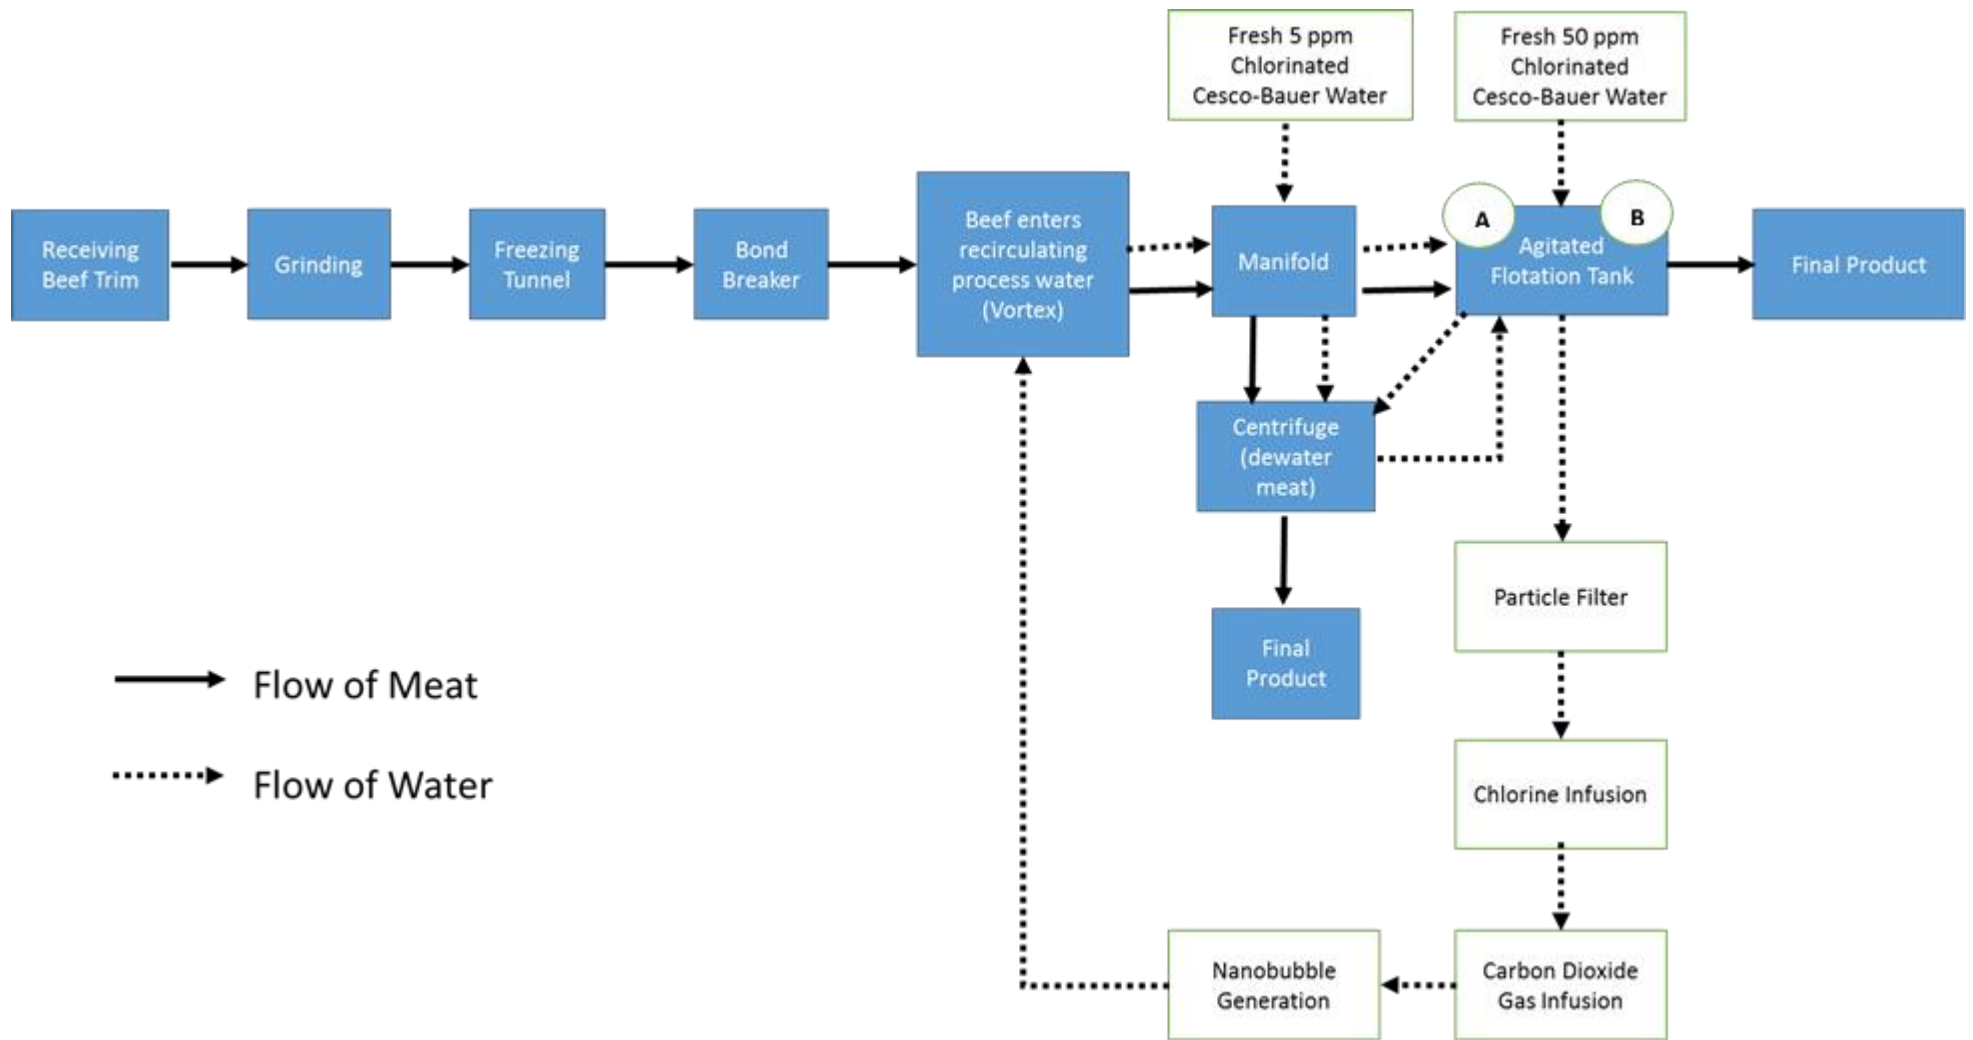 Fresh 5 ppm
Chlorinated
Cesco-Bauer Water
Fresh 50 ppm
Chlorinated
Cesco-Bauer Water
Receiving
Beef Trim
Grinding
Freezing
Tunnel
Bond
Breaker
Beef enters
recirculating
process water
(Vortex)
Manifold
A
B
Agitated
Flotation Tank
Final Product
Centrifuge
(dewater
meat)
Particle Filter
Final
Product
Flow of Meat
Flow of Water
Chlorine Infusion
Nanobubble
Generation
Carbon Dioxide
Gas Infusion